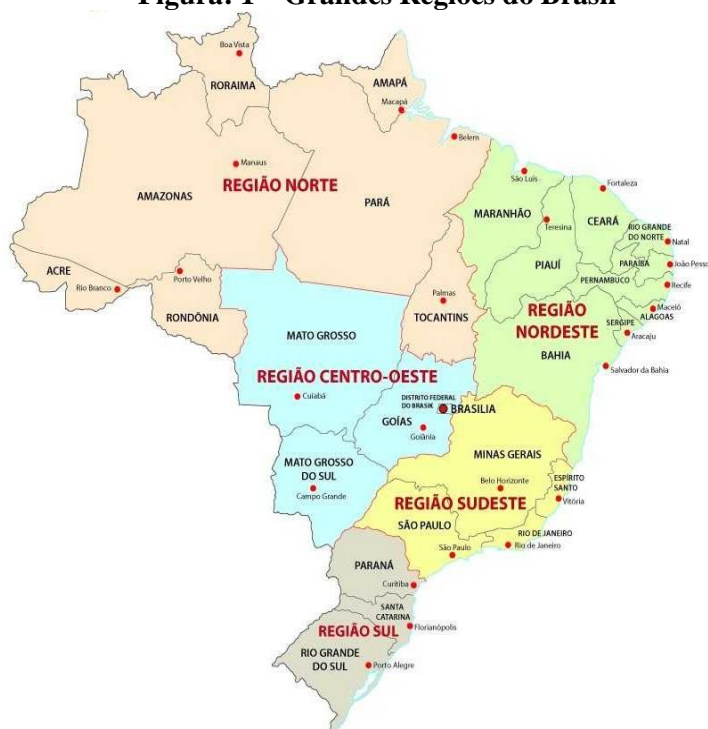 Figura: 1 – Grandes Regiões do Brasil
Boa Vista
RORAIMA
AMAPÁ
Macapá
Belem
Manaus
REGIÃO NORTE
AMAZONAS
PARÁ
São Luís
Fortaleza
MARANHÃO
Teresina
CEARÁ
RIO GRANDE
DO NORTE
Natal
PIAUÍ
PARAÍBA
João Pesso
ACRE
Rio Branco
Porto Velho
PERNAMBUCO
Recife
RONDÔNIA
Palmas
TOCANTINS
REGIÃO
NORDESTE
Maceió
ALAGOAS
SERGIPE
Aracaju
MATO GROSSO
BAHIA
Salvador da Bahia
REGIÃO CENTRO-OESTE
Cuiabá
DISTRITO FEDERAL
DO BRASIK
BRASILIA
GOÍAS
Goiânia
MINAS GERAIS
MATO GROSSO
DO SUL
Campo Grande
Belo Horizonte
ESPÍRITO
SANTO
Vitória
REGIÃO SUDESTE
SÃO PAULO
RIO DE JANEIRO
São Paulo
Rio de Janeiro
PARANÁ
Curitiba
SANTA
CATARINA
Florianópolis
REGIÃO SUL
RIO GRANDE
DO SUL
Porto Alegre